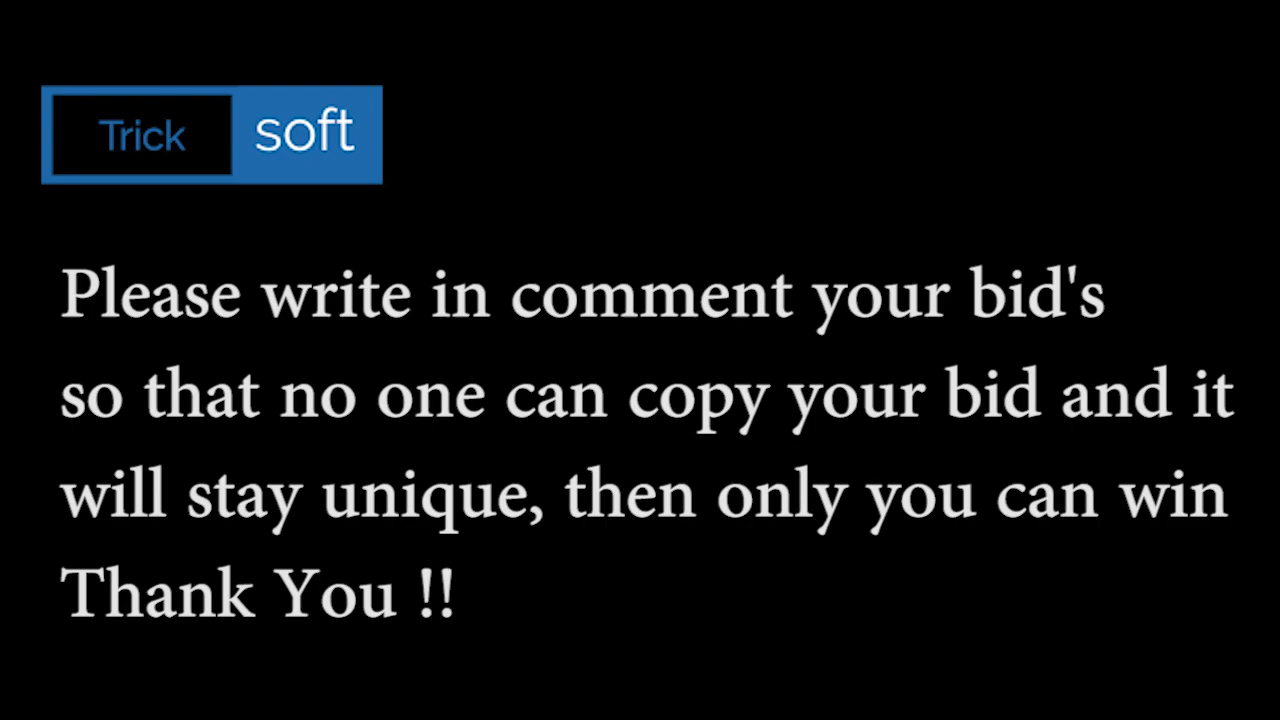 Trick soft
Please write in comment your bid's
so that no one can copy your bid and it
will stay unique, then only you can win
Thank You !!